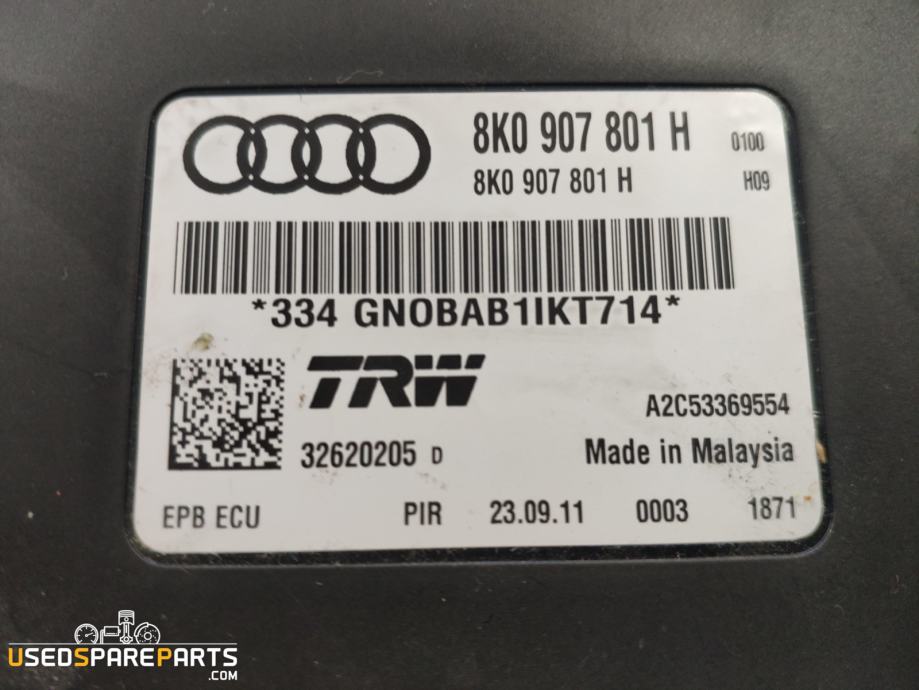 8K0 907 801 H 0100
8K0 907 801 H H09
*334 GNOBAB1IKT714*
TRW
A2C53369554
32620205 D Made in Malaysia
EPB ECU PIR 23.09.11 0003 1871
USEDSPAREPARTS
.COM